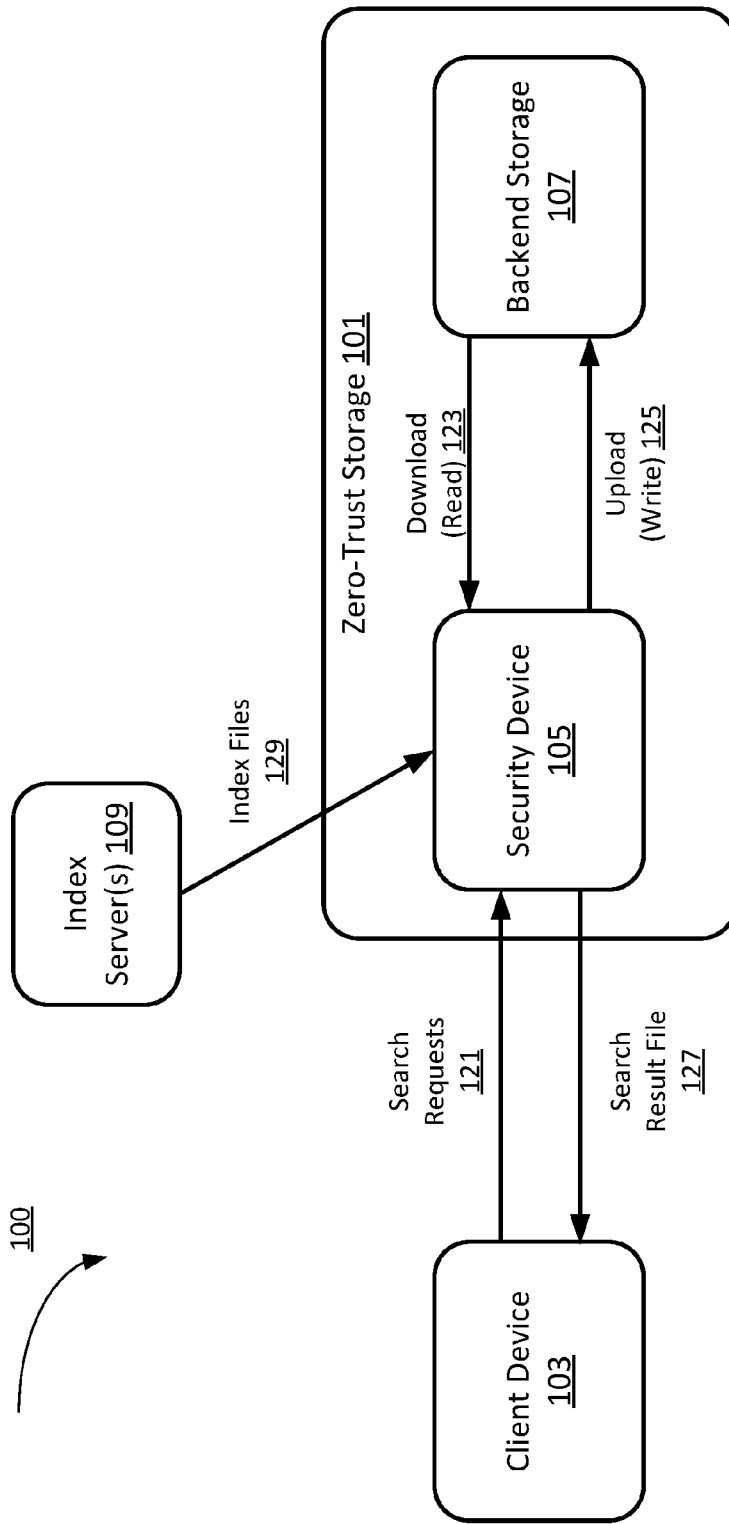 100
Index
Server(s) 109
Index Files
129
Zero-Trust Storage 101
Client Device
103
Search
Requests
121
Search
Result File
127
Security Device
105
Download
(Read) 123
Upload
(Write) 125
Backend Storage
107